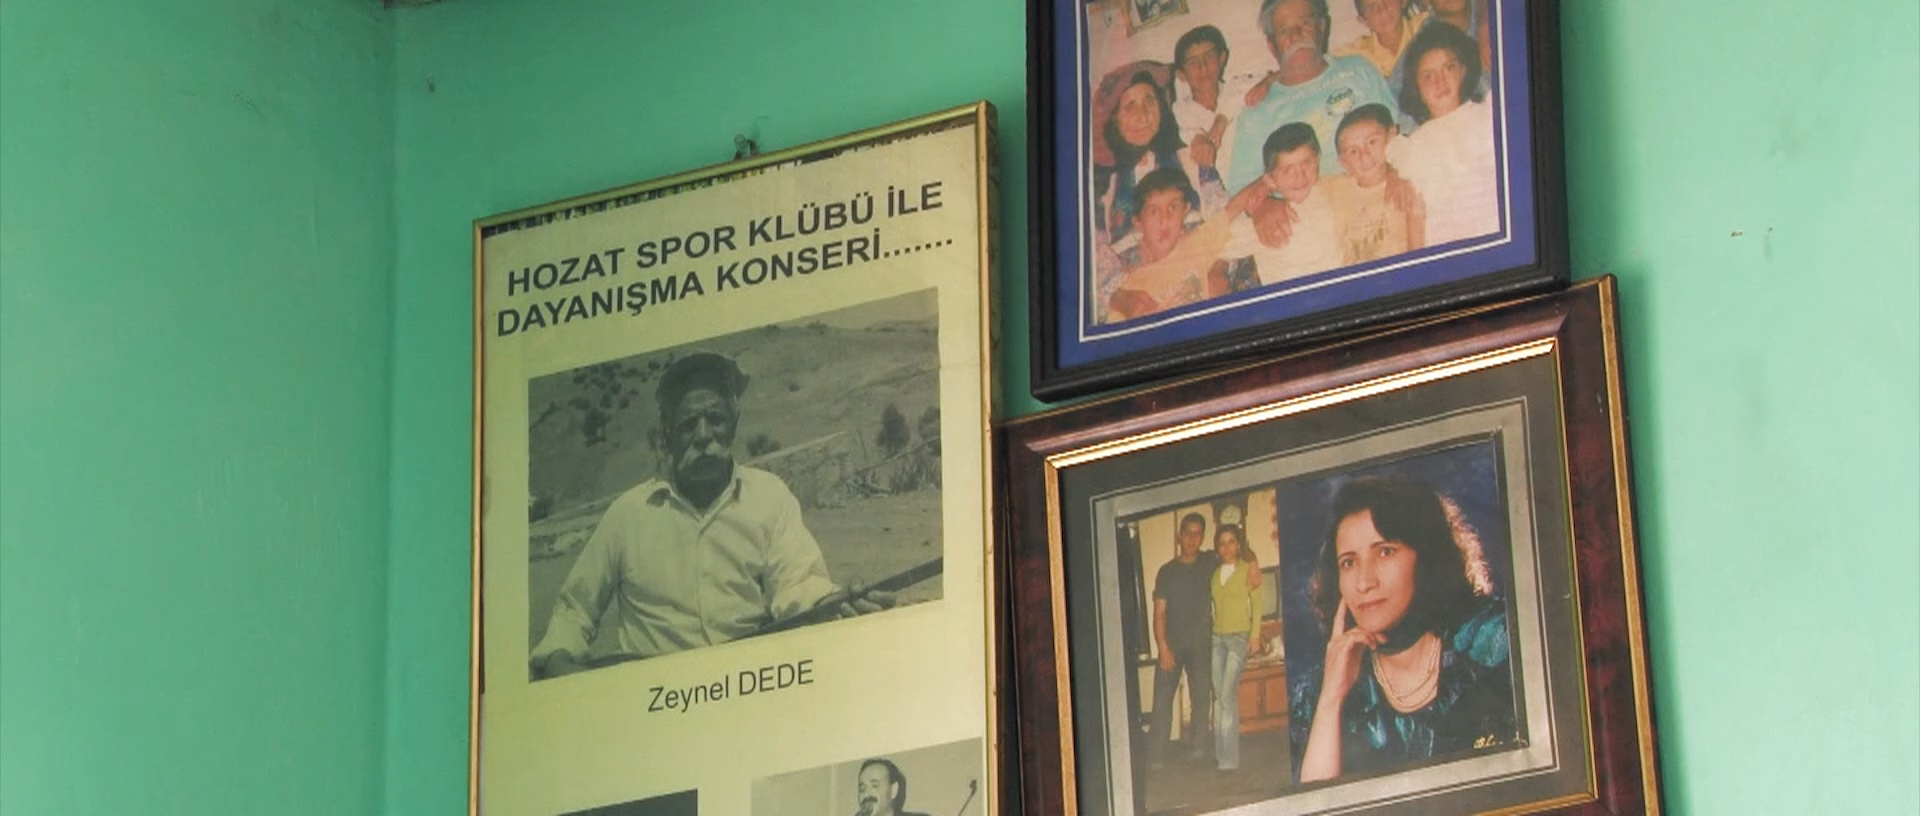 HOZAT SPOR KLÜBÜ İLE
DAYANIŞMA KONSERİ.......
Zeynel DEDE